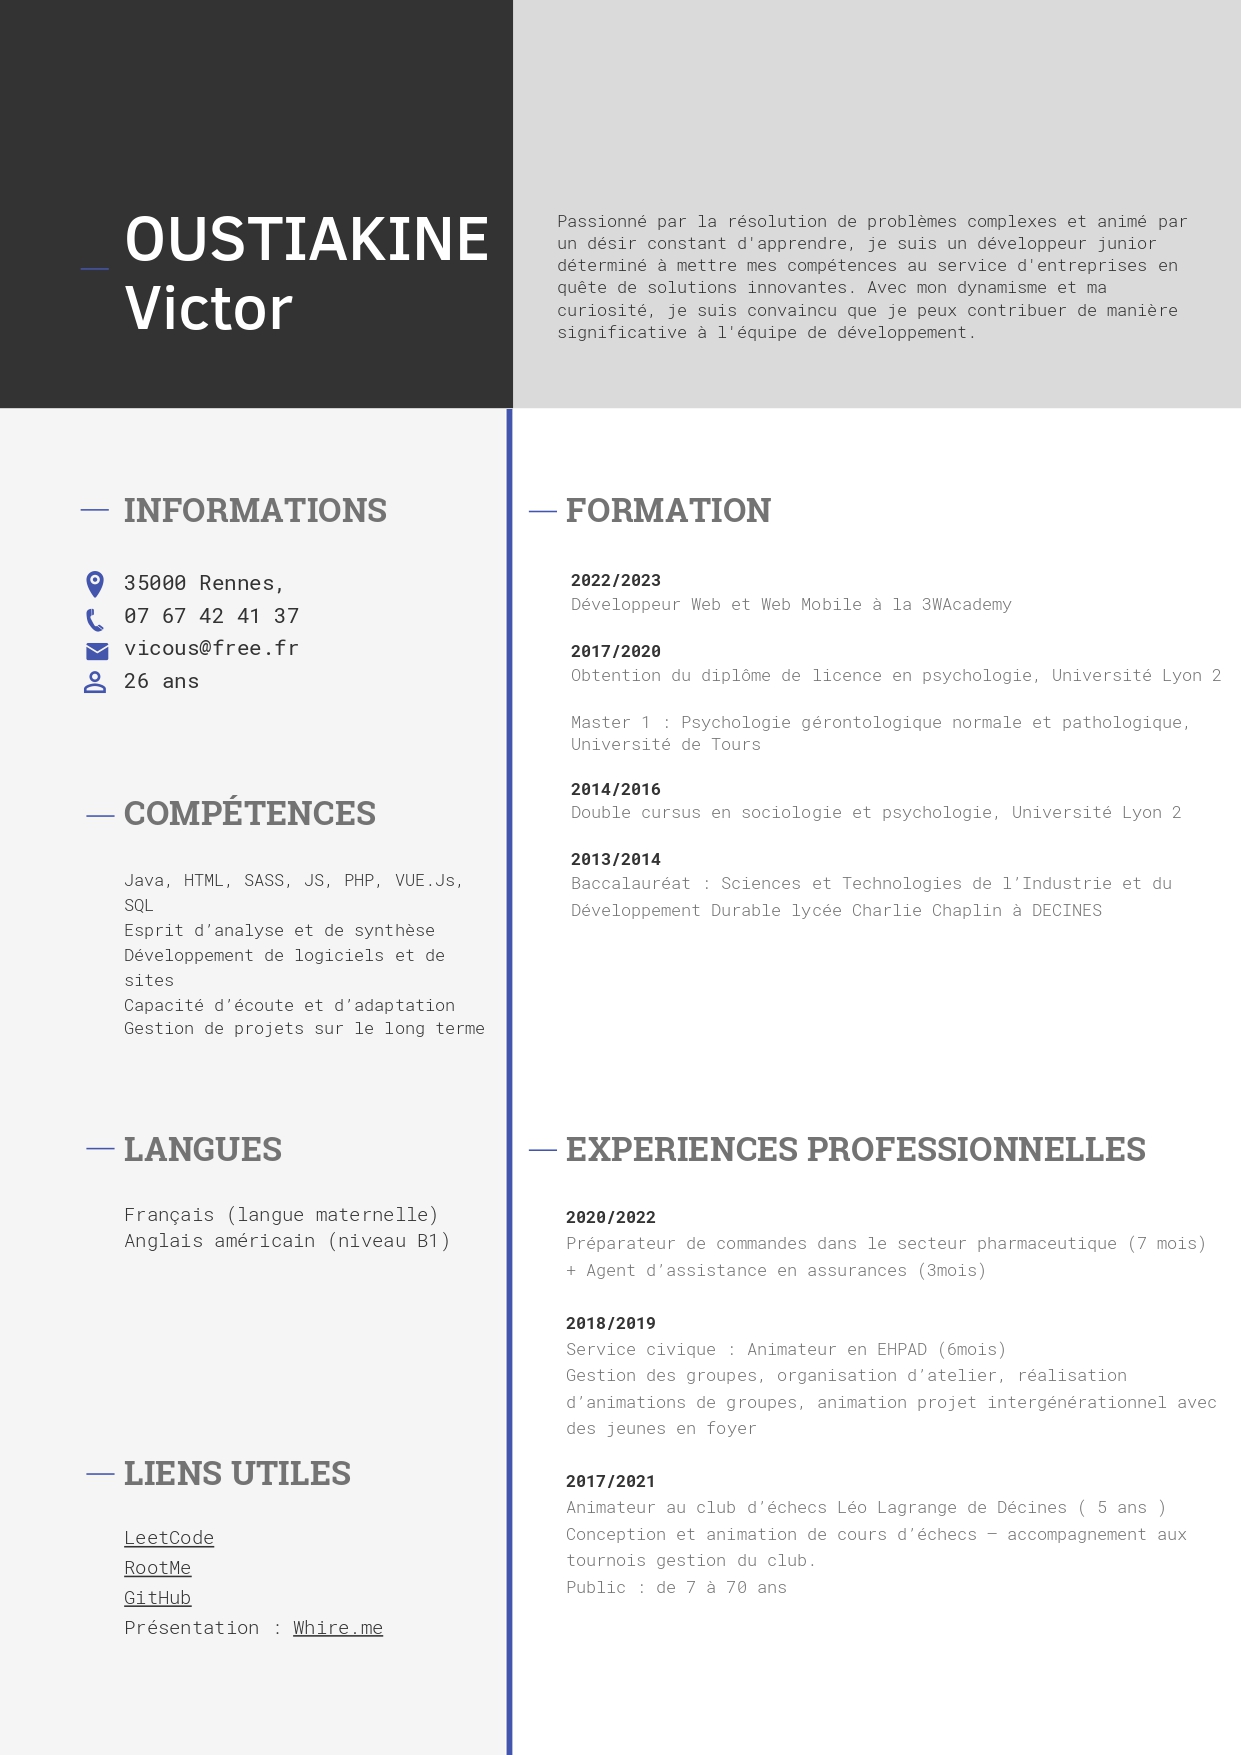 OUSTIAKINE
Victor
Passionné par la résolution de problèmes complexes et animé par
un désir constant d'apprendre, je suis un développeur junior
déterminé à mettre mes compétences au service d'entreprises en
quête de solutions innovantes. Avec mon dynamisme et ma
curiosité, je suis convaincu que je peux contribuer de manière
significative à l'équipe de développement.
INFORMATIONS
35000 Rennes,
07 67 42 41 37
vicous@free.fr
26 ans
COMPÉTENCES
Java, HTML, SASS, JS, PHP, VUE.Js,
SQL
Esprit d’analyse et de synthèse
Développement de logiciels et de
sites
Capacité d’écoute et d’adaptation
Gestion de projets sur le long terme
LANGUES
Français (langue maternelle)
Anglais américain (niveau B1)
LIENS UTILES
LeetCode
RootMe
GitHub
Présentation : Whire.me
FORMATION
2022/2023
Développeur Web et Web Mobile à la 3WAcademy
2017/2020
Obtention du diplôme de licence en psychologie, Université Lyon 2
Master 1 : Psychologie gérontologique normale et pathologique,
Université de Tours
2014/2016
Double cursus en sociologie et psychologie, Université Lyon 2
2013/2014
Baccalauréat : Sciences et Technologies de l’Industrie et du
Développement Durable lycée Charlie Chaplin à DECINES
EXPERIENCES PROFESSIONNELLES
2020/2022
Préparateur de commandes dans le secteur pharmaceutique (7 mois)
+ Agent d’assistance en assurances (3mois)
2018/2019
Service civique : Animateur en EHPAD (6mois)
Gestion des groupes, organisation d’atelier, réalisation
d’animations de groupes, animation projet intergénérationnel avec
des jeunes en foyer
2017/2021
Animateur au club d’échecs Léo Lagrange de Décines ( 5 ans )
Conception et animation de cours d’échecs – accompagnement aux
tournois gestion du club.
Public : de 7 à 70 ans